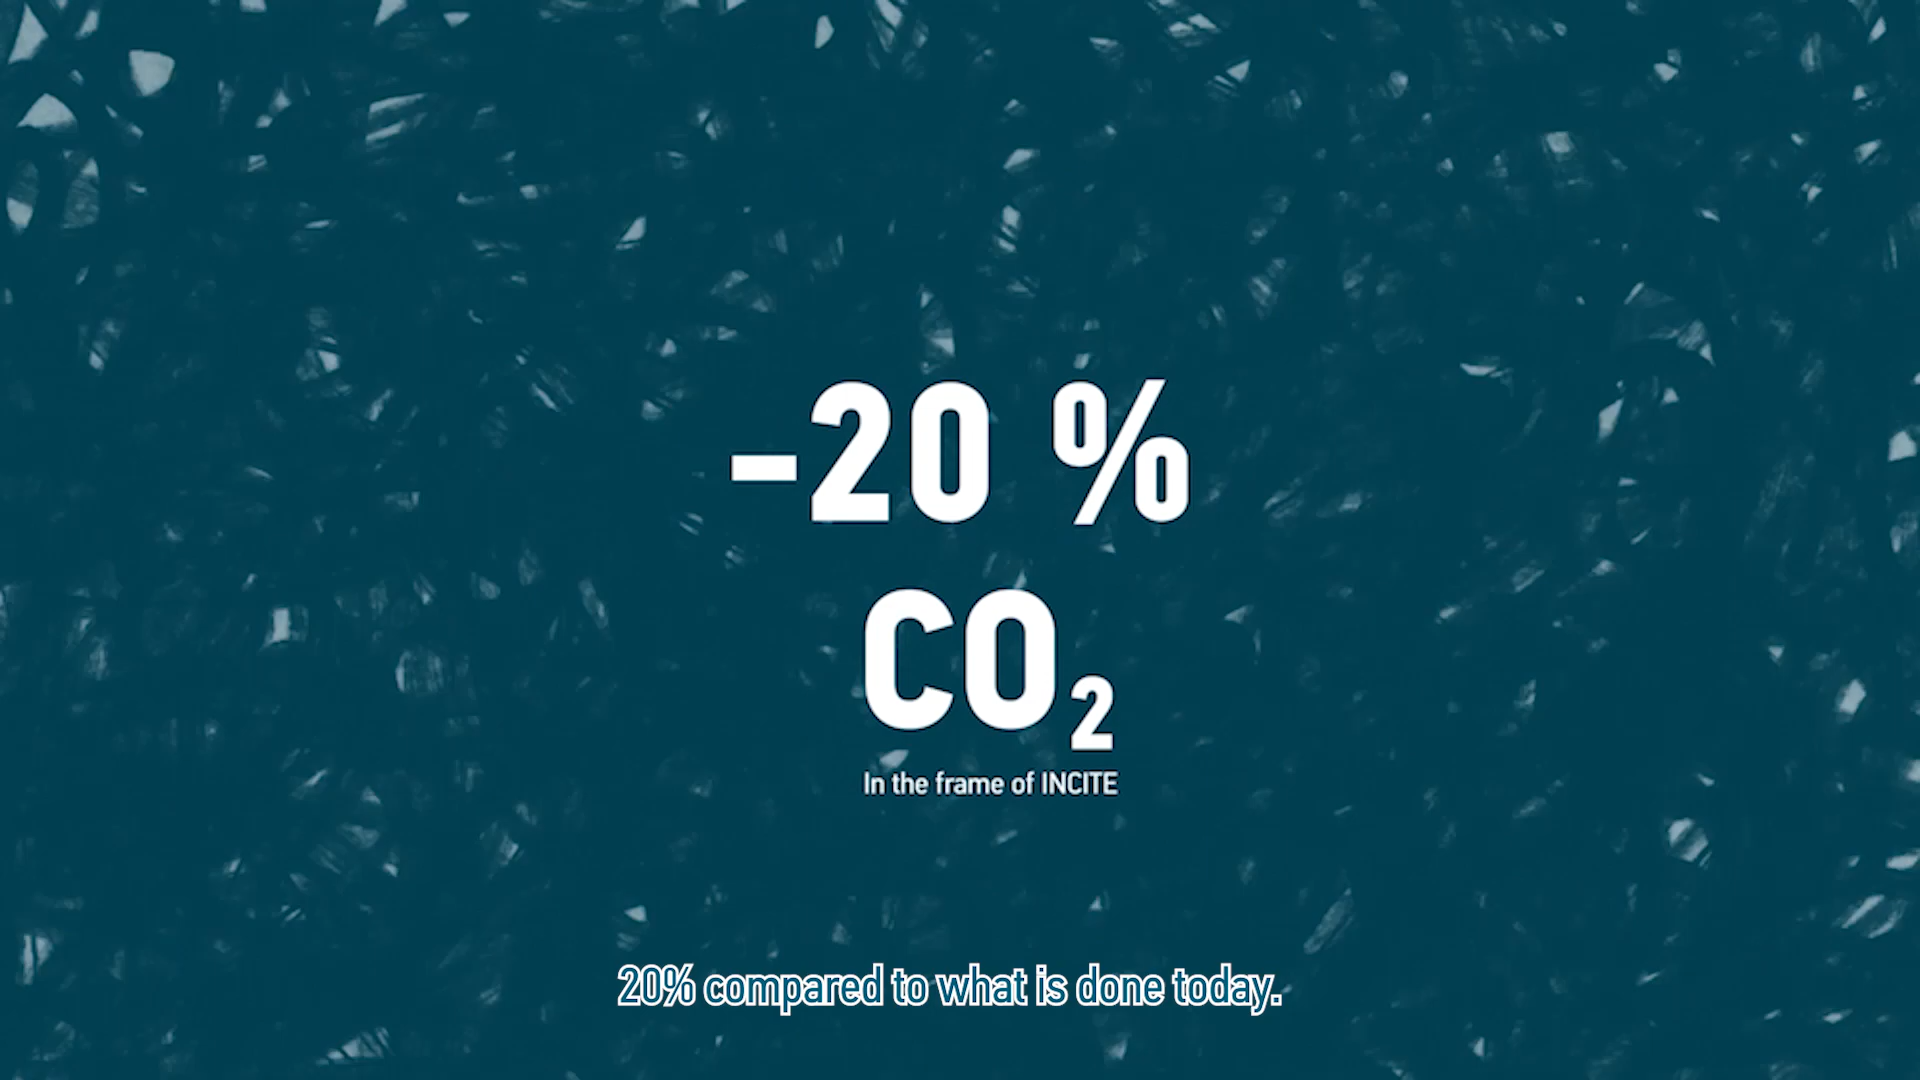 -20 %
CO₂
In the frame of INCITE
20% compared to what is done today.